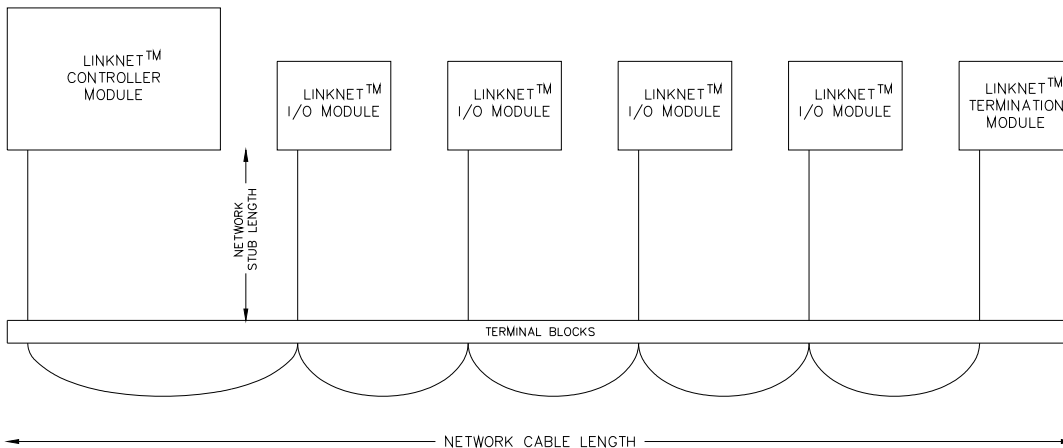 LINKNET™
CONTROLLER
MODULE
LINKNET™
I/O MODULE
LINKNET™
I/O MODULE
LINKNET™
I/O MODULE
LINKNET™
I/O MODULE
LINKNET™
TERMINATION
MODULE
NETWORK
STUB LENGTH
TERMINAL BLOCKS
NETWORK CABLE LENGTH